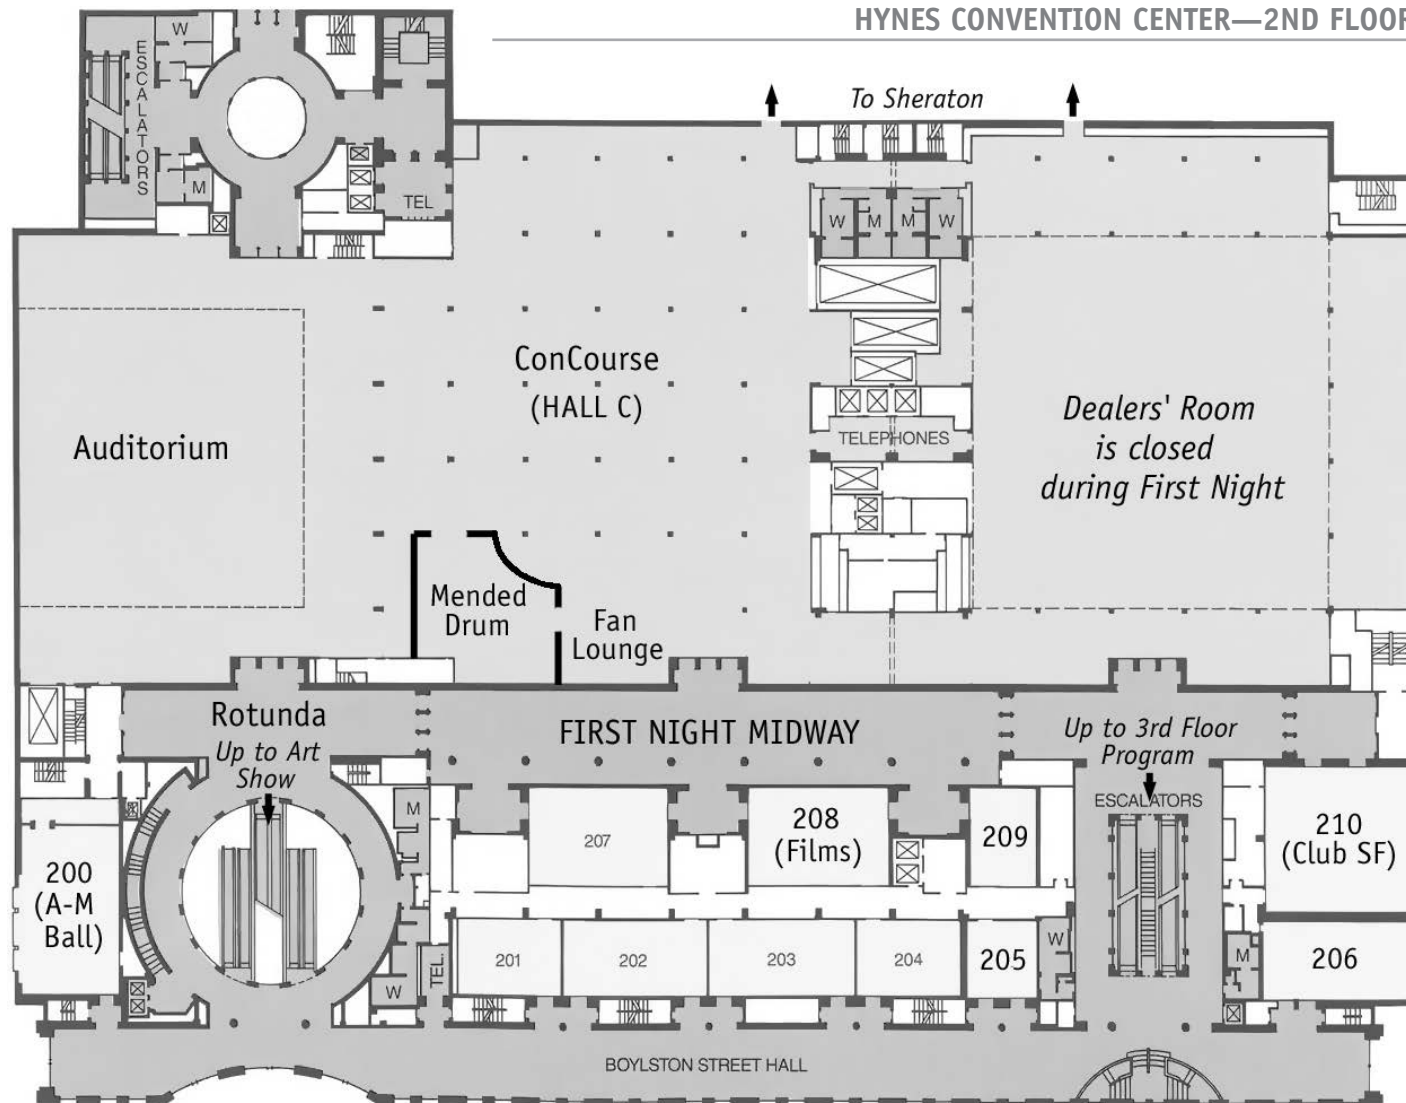 HYNES CONVENTION CENTER—2ND FLOOR
To Sheraton
W
ESCALATORS
M
TEL
W
M
M
W
ConCourse
(HALL C)
Auditorium
TELEPHONES
Dealers' Room
is closed
during First Night
Mended
Drum
Fan
Lounge
Rotunda
Up to Art
Show
FIRST NIGHT MIDWAY
Up to 3rd Floor
Program
ESCALATORS
M
207
208
(Films)
209
210
(Club SF)
200
(A-M
Ball)
W
TEL.
201
202
203
204
205
W
M
206
BOYLSTON STREET HALL